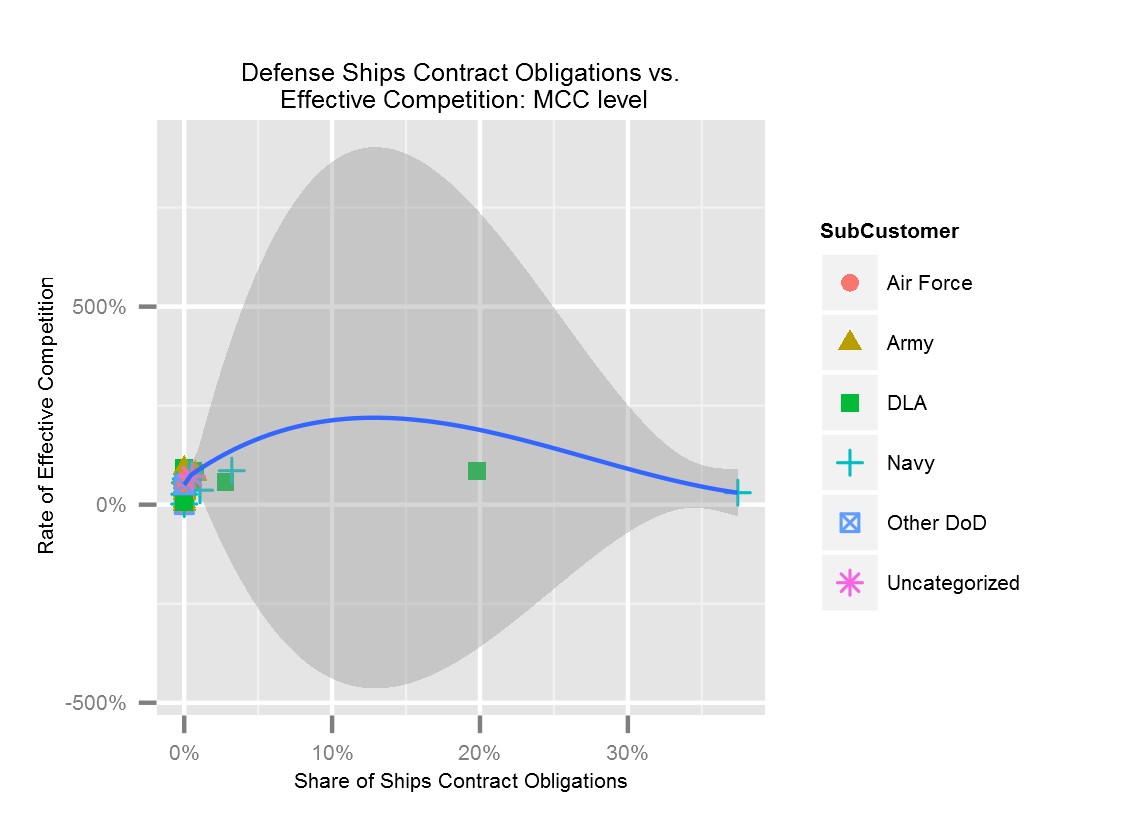 Defense Ships Contract Obligations vs.
Effective Competition: MCC level
Rate of Effective Competition
500%
0%
-500%
0%
10%
20%
30%
Share of Ships Contract Obligations
SubCustomer
Air Force
Army
DLA
Navy
Other DoD
Uncategorized